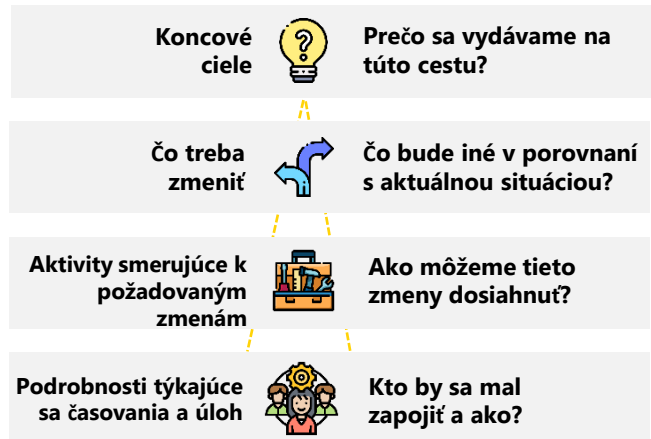 Koncové
ciele
Prečo sa vydávame na
túto cestu?
Čo treba
zmeniť
Čo bude iné v porovnaní
s aktuálnou situáciou?
Aktivity smerujúce k
požadovaným
zmenám
Ako môžeme tieto
zmeny dosiahnuť?
Podrobnosti týkajúce
sa časovania a úloh
Kto by sa mal
zapojiť a ako?